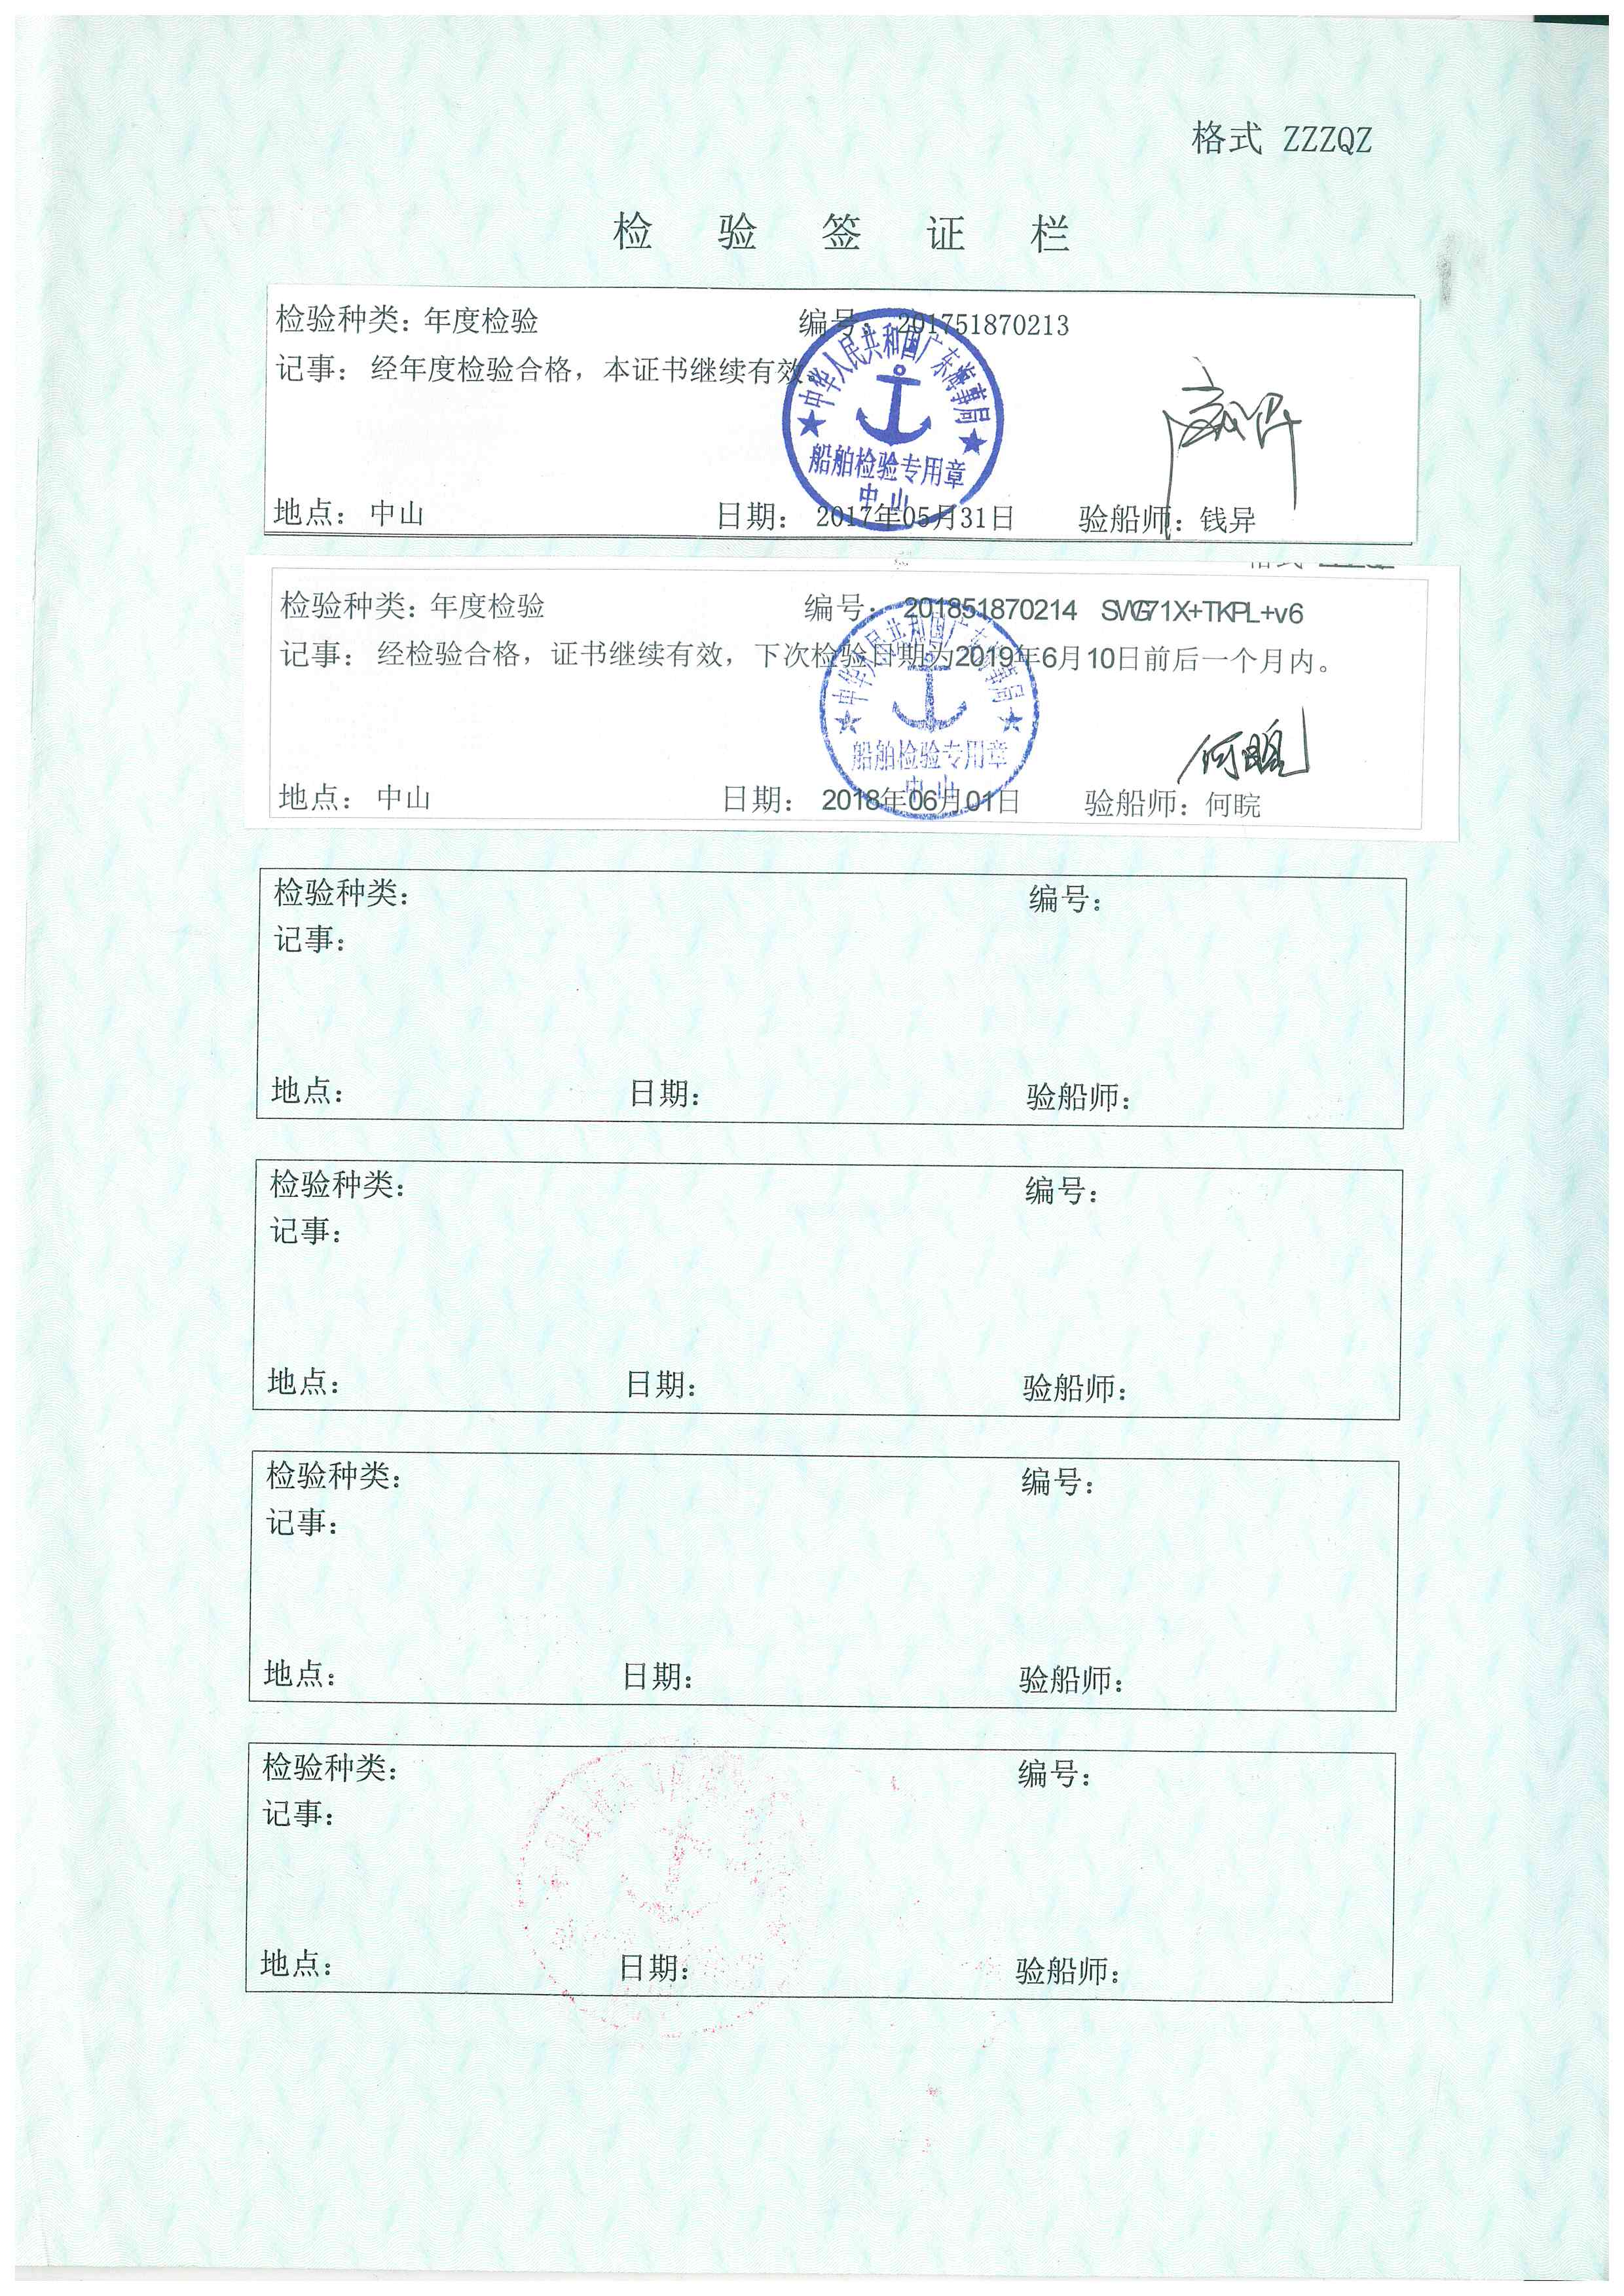 格式 ZZZQZ
检 验 签 证 栏
检验种类：年度检验 编号：201751870213
记事：经年度检验合格，本证书继续有效
中华人民共和国广东海事局
船舶检验专用章
中山
地点：中山 日期：2017年05月31日 验船师：钱异
检验种类：年度检验 编号：201851870214 SWG71X+TKPL+v6
记事：经检验合格，证书继续有效，下次检验日期为2019年6月10日前后一个月内。
中华人民共和国广东海事局
船舶检验专用章
中山
何晥
地点：中山 日期：2018年06月01日 验船师：何晥
检验种类： 编号：
记事：
地点： 日期： 验船师：
检验种类： 编号：
记事：
地点： 日期： 验船师：
检验种类： 编号：
记事：
地点： 日期： 验船师：
检验种类： 编号：
记事：
地点： 日期： 验船师：